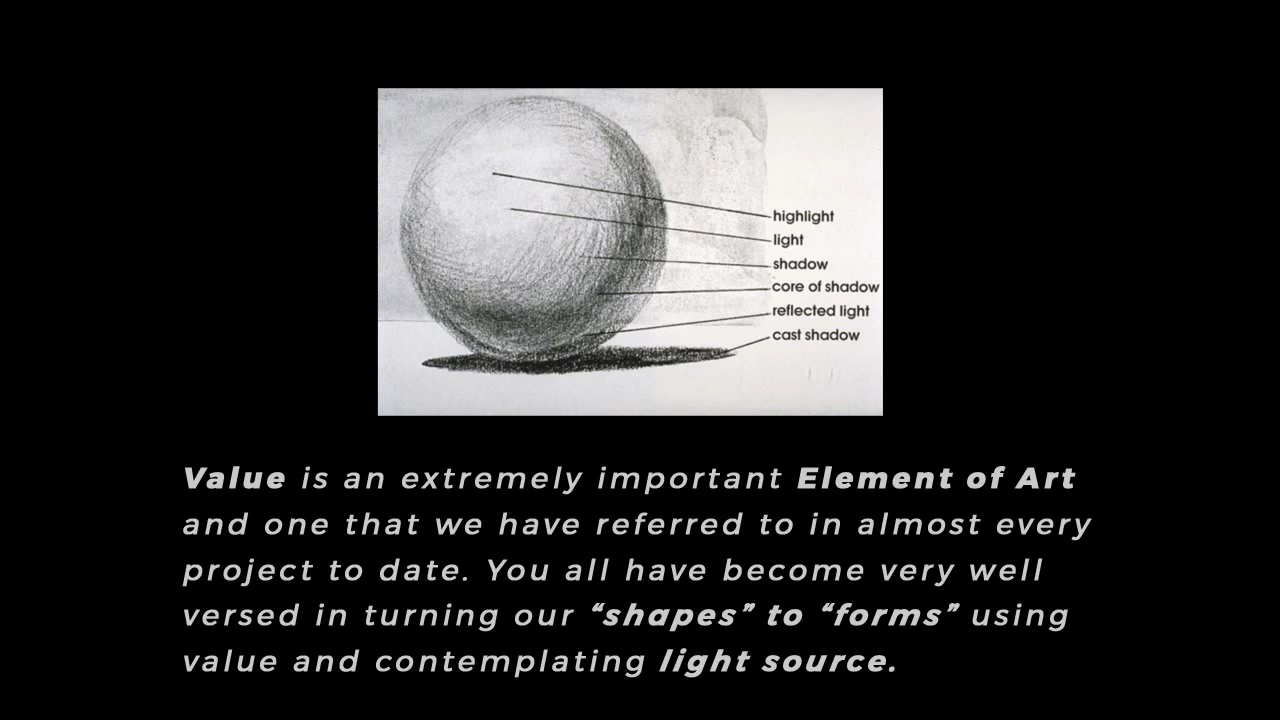 highlight
light
shadow
core of shadow
reflected light
cast shadow
Value is an extremely important Element of Art
and one that we have referred to in almost every
project to date. You all have become very well
versed in turning our “shapes” to “forms” using
value and contemplating light source.